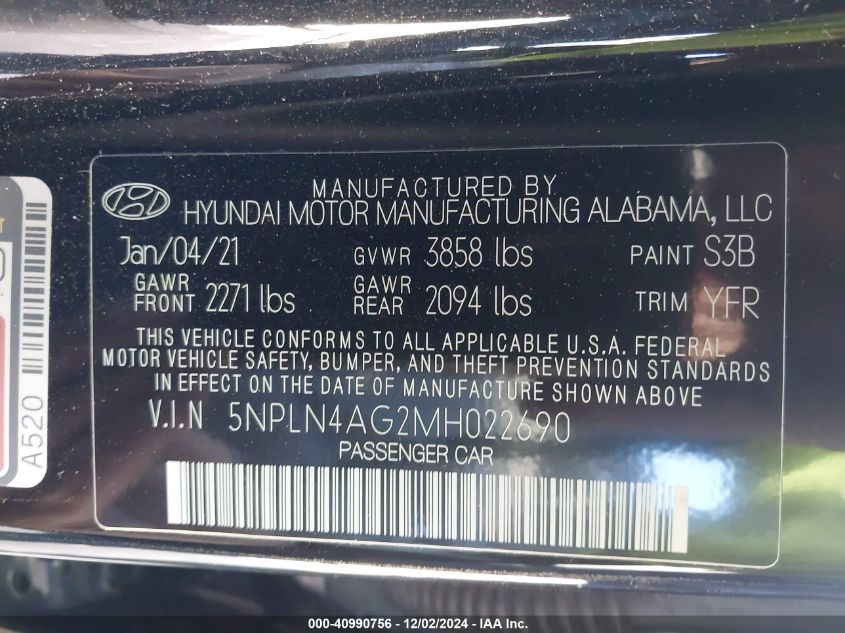 MANUFACTURED BY
HYUNDAI MOTOR MANUFACTURING ALABAMA, LLC
Jan/04/21 GVWR 3858 lbs PAINT S3B
GAWR FRONT 2271 lbs GAWR REAR 2094 lbs TRIM YFR
THIS VEHICLE CONFORMS TO ALL APPLICABLE U.S.A. FEDERAL
MOTOR VEHICLE SAFETY, BUMPER, AND THEFT PREVENTION STANDARDS
IN EFFECT ON THE DATE OF MANUFACTURE SHOWN ABOVE
V.I.N 5NPLN4AG2MH022690
PASSENGER CAR
A520
000-40990756 - 12/02/2024 - © IAA Inc.